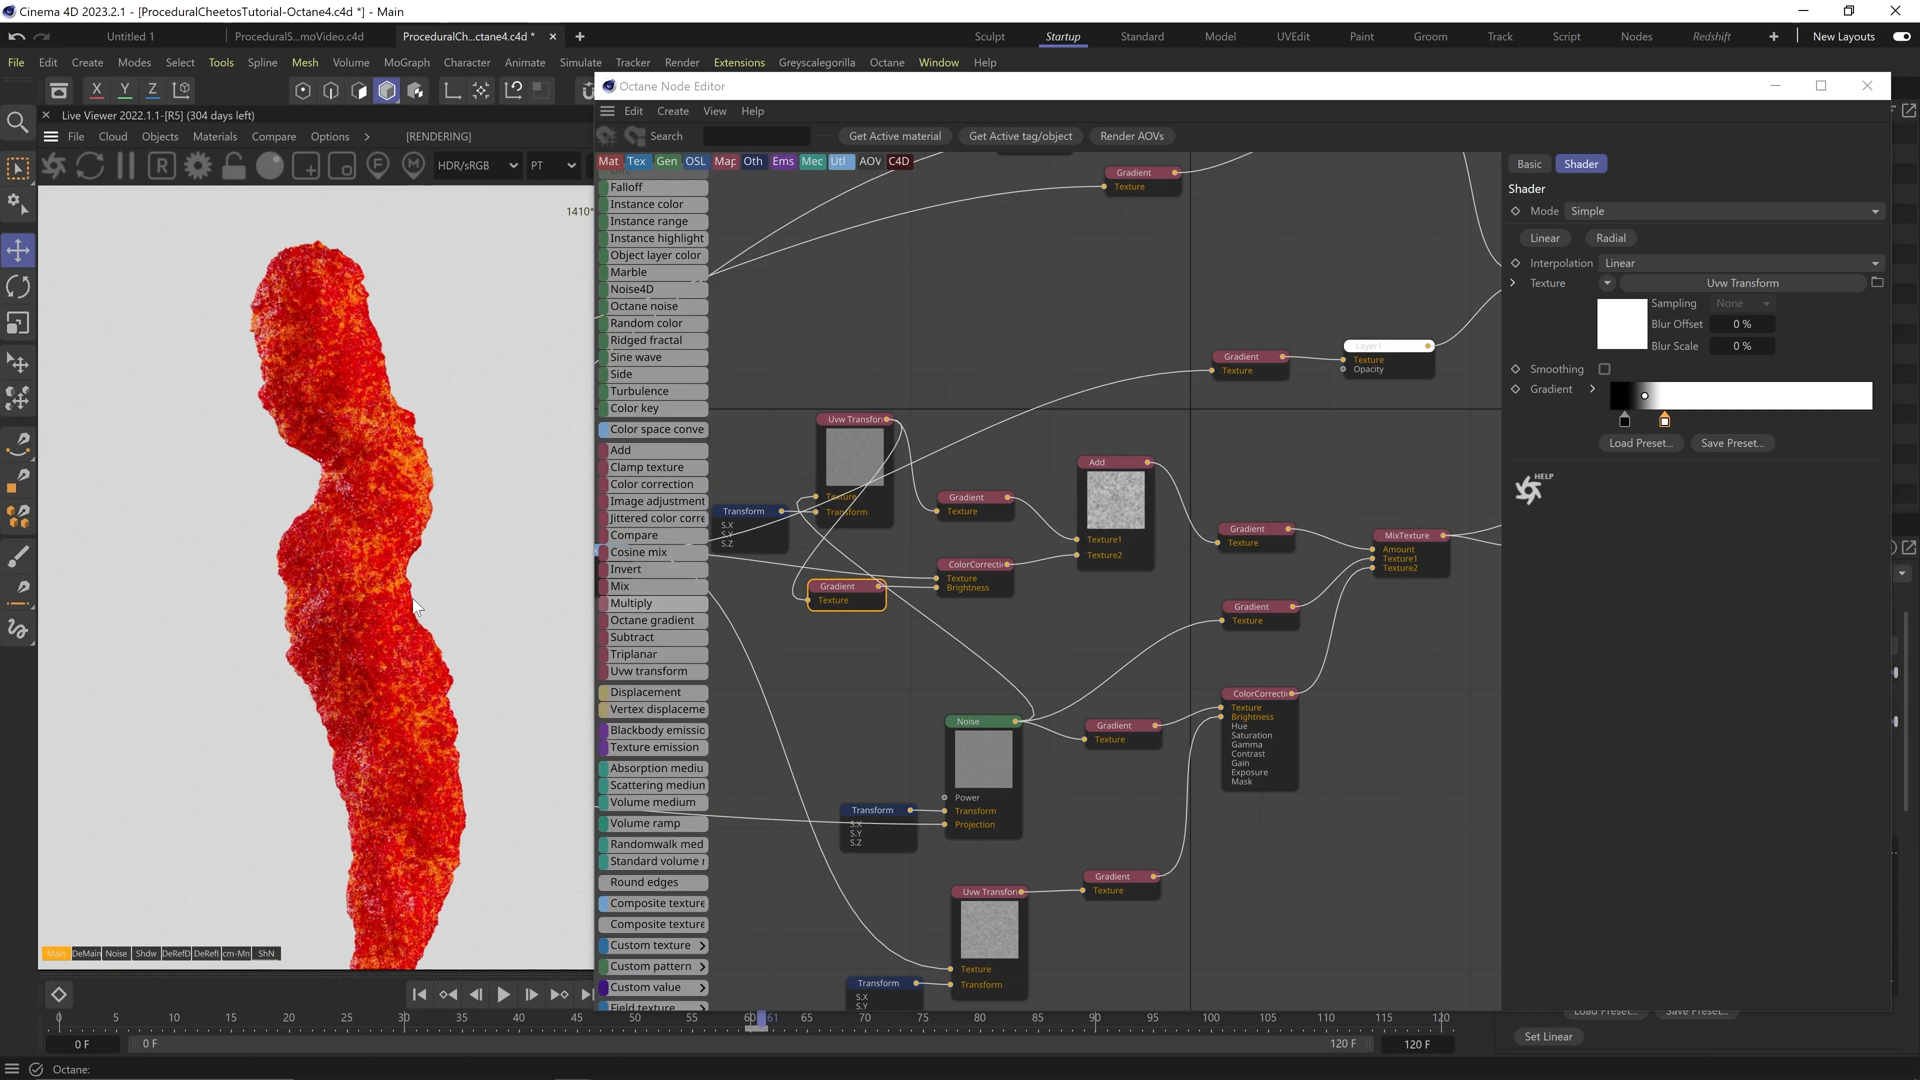 Cinema 4D 2023.2.1 - [ProceduralCheetosTutorial-Octane4.c4d *] - Main
Untitled 1
ProceduralS...moVideo.c4d
ProceduralCh...ctane4.c4d *
Sculpt
Startup
Standard
Model
UVEdit
Paint
Groom
Track
Script
Nodes
Redshift
New Layouts
File Edit Create Modes Select Tools Spline Mesh Volume MoGraph Character Animate Simulate Tracker Render Extensions Greyscalegorilla Octane Window Help
X Y Z
Octane Node Editor
Live Viewer 2022.1.1-[R5] (304 days left)
Edit Create View Help
File Cloud Objects Materials Compare Options > [RENDERING]
Search
Get Active material
Get Active tag/object
Render AOVs
HDR/sRGB
PT
Mat Tex Gen OSL Map Oth Ems Mec Utl AOV C4D
Basic
Shader
Shader
Mode Simple
Linear
Radial
Interpolation Linear
Texture
Uvw Transform
Sampling None
Blur Offset 0 %
Blur Scale 0 %
Smoothing
Gradient
Load Preset...
Save Preset...
HELP
1410°
Falloff
Instance color
Instance range
Instance highlight
Object layer color
Marble
Noise4D
Octane noise
Random color
Ridged fractal
Sine wave
Side
Turbulence
Color key
Color space conve
Add
Clamp texture
Color correction
Image adjustment
Jittered color corre
Compare
Cosine mix
Invert
Mix
Multiply
Octane gradient
Subtract
Triplanar
Uvw transform
Displacement
Vertex displaceme
Blackbody emissic
Texture emission
Absorption mediu
Scattering mediun
Volume medium
Volume ramp
Randomwalk med
Standard volume
Round edges
Composite texture
Composite texture
Custom texture
Custom pattern
Custom value
Field texture
Gradient
Texture
Gradient
Texture
Layer1
Texture
Opacity
Uvw Transforn
Texture
Transform
Transform
S.X
S.Y
S.Z
Gradient
Texture
Add
Texture1
Texture2
ColorCorrectic
Texture
Brightness
Gradient
Texture
Gradient
Texture
MixTexture
Amount
Texture1
Texture2
Gradient
Texture
ColorCorrectic
Texture
Brightness
Hue
Saturation
Gamma
Contrast
Gain
Exposure
Mask
Noise
Power
Transform
Projection
Gradient
Texture
Transform
S.X
S.Y
S.Z
Gradient
Texture
Uvw Transforn
Texture
Transform
Transform
S.X
S.Y
Main DeMain Noise Shdw DeRefD DeRefl cm-Mn ShN
0 5 10 15 20 25 30 35 40 45 50 55 60 61 65 70 75 80 85 90 95 100 105 110 115 120
0 F
0 F
120 F
120 F
Load Preset...
Save Preset...
Set Linear
Octane: